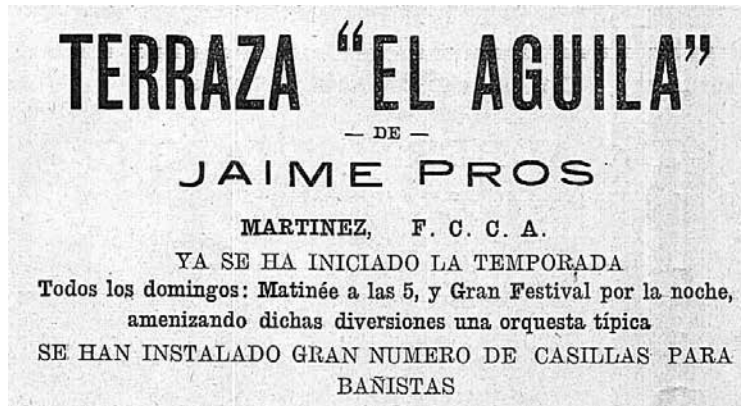 TERRAZA "EL AGUILA"
— DE —
JAIME PROS
MARTINEZ, F. C. C. A.
YA SE HA INICIADO LA TEMPORADA
Todos los domingos: Matinée a las 5, y Gran Festival por la noche,
amenizando dichas diversiones una orquesta típica
SE HAN INSTALADO GRAN NUMERO DE CASILLAS PARA
BAÑISTAS